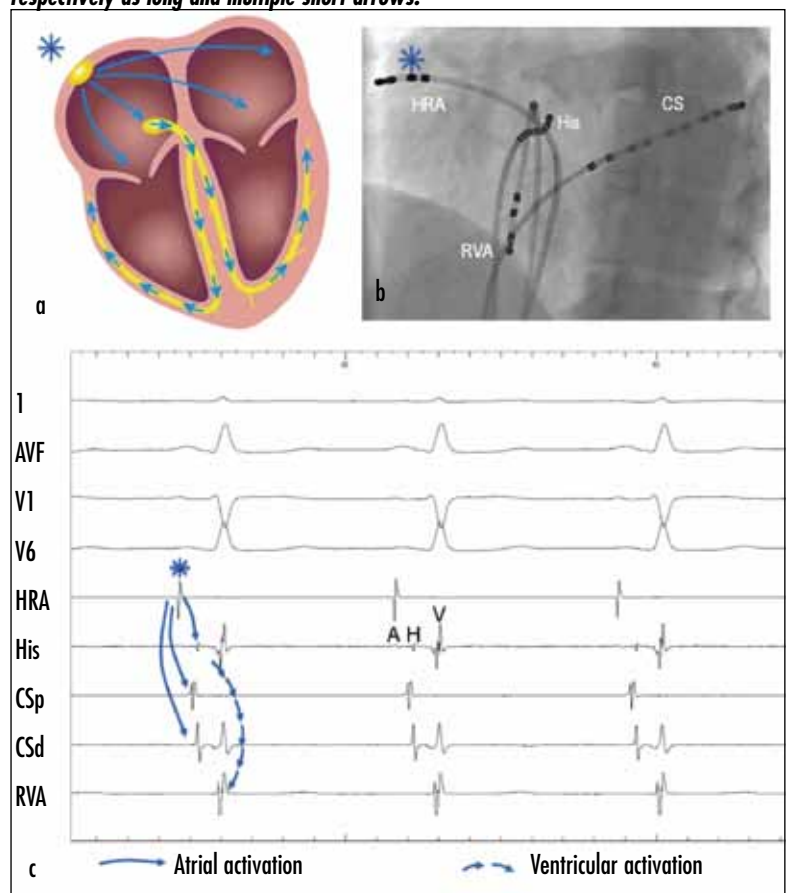 respectively as long and multiple short arrows.
a
HRA
His
CS
RVA
b
1
AVF
V1
V6
HRA
V
A H
His
CSp
CSd
RVA
c
Atrial activation
Ventricular activation